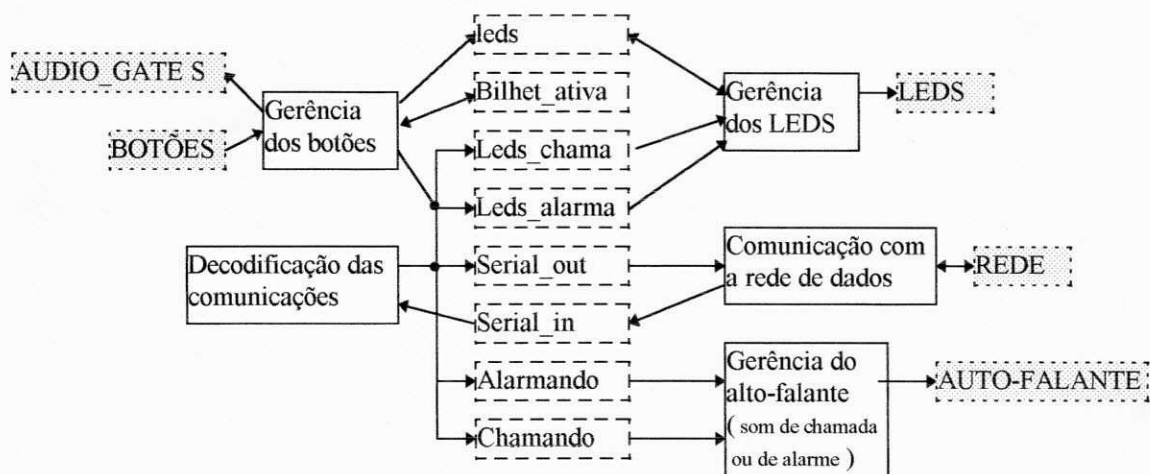 leds
AUDIO_GATE S
Bilhet_ativa
Gerência
dos botões
Gerência
dos LEDS
LEDS
BOTÕES
Leds_chama
Leds_alarma
Decodificação das
comunicações
Serial_out
Comunicação com
a rede de dados
REDE
Serial_in
Alarmando
Gerência do
alto-falante
( som de chamada
ou de alarme )
AUTO-FALANTE
Chamando